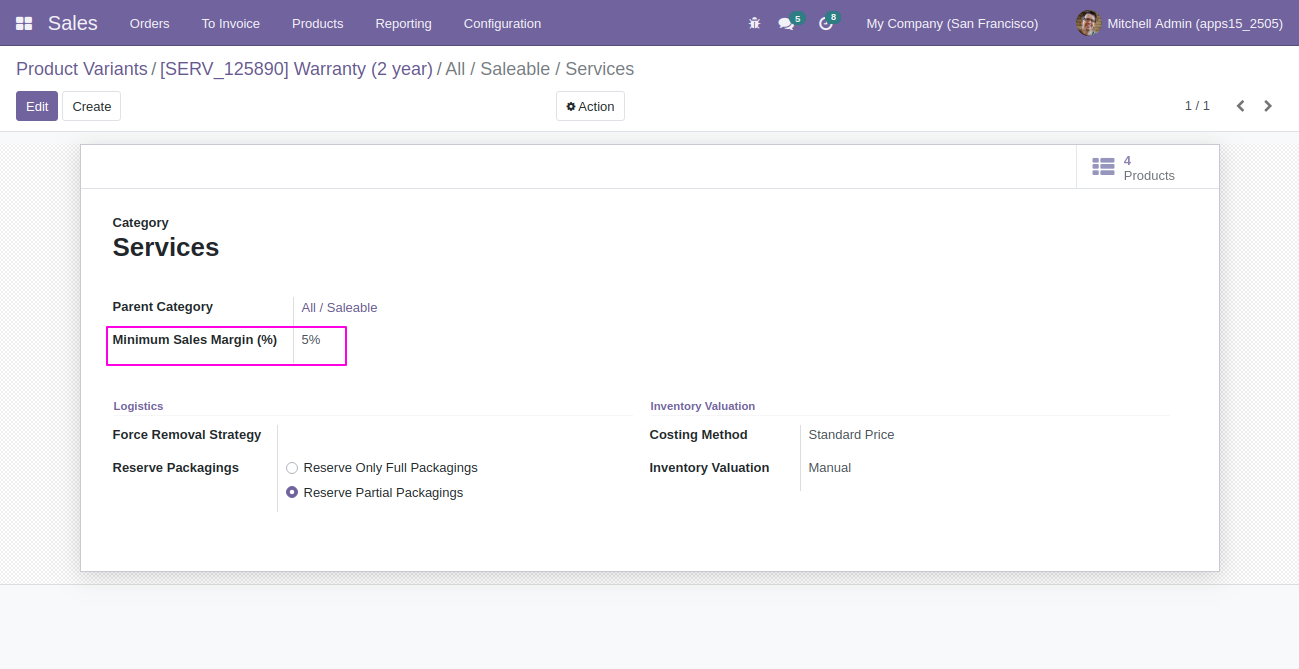 Sales Orders To Invoice Products Reporting Configuration 5 8 My Company (San Francisco) Mitchell Admin (apps15_2505)
Product Variants / [SERV_125890] Warranty (2 year) / All / Saleable / Services
Edit Create Action 1 / 1
4
Products
Category
Services
Parent Category All / Saleable
Minimum Sales Margin (%) 5%
Logistics Inventory Valuation
Force Removal Strategy Costing Method Standard Price
Reserve Packagings Reserve Only Full Packagings Inventory Valuation Manual
Reserve Partial Packagings